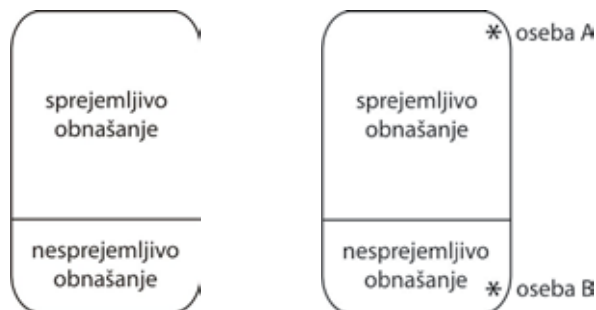 sprejemljivo
obnašanje
nesprejemljivo
obnašanje
* oseba A
sprejemljivo
obnašanje
nesprejemljivo
obnašanje
* oseba B